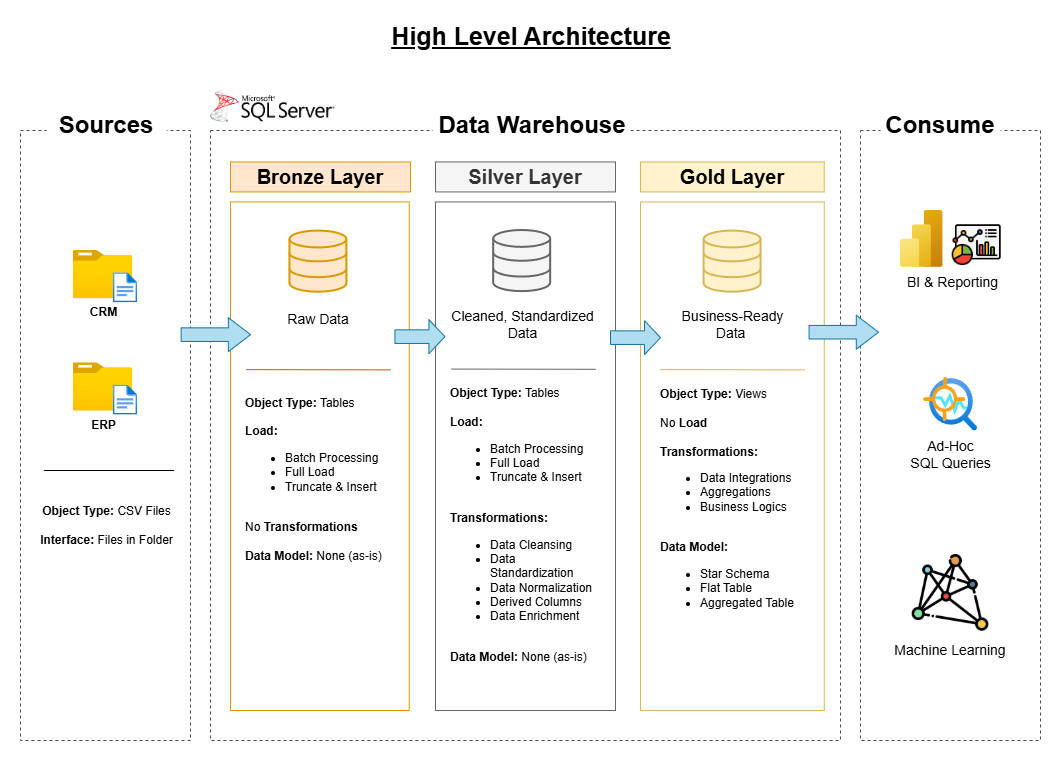 High Level Architecture
Sources
CRM
ERP
Object Type: CSV Files
Interface: Files in Folder
Microsoft®
SQL Server®
Data Warehouse
Bronze Layer
Raw Data
Object Type: Tables
Load:
• Batch Processing
• Full Load
• Truncate & Insert
No Transformations
Data Model: None (as-is)
Silver Layer
Cleaned, Standardized
Data
Object Type: Tables
Load:
• Batch Processing
• Full Load
• Truncate & Insert
Transformations:
• Data Cleansing
• Data
Standardization
• Data Normalization
• Derived Columns
• Data Enrichment
Data Model: None (as-is)
Gold Layer
Business-Ready
Data
Object Type: Views
No Load
Transformations:
• Data Integrations
• Aggregations
• Business Logics
Data Model:
• Star Schema
• Flat Table
• Aggregated Table
Consume
BI & Reporting
Ad-Hoc
SQL Queries
Machine Learning